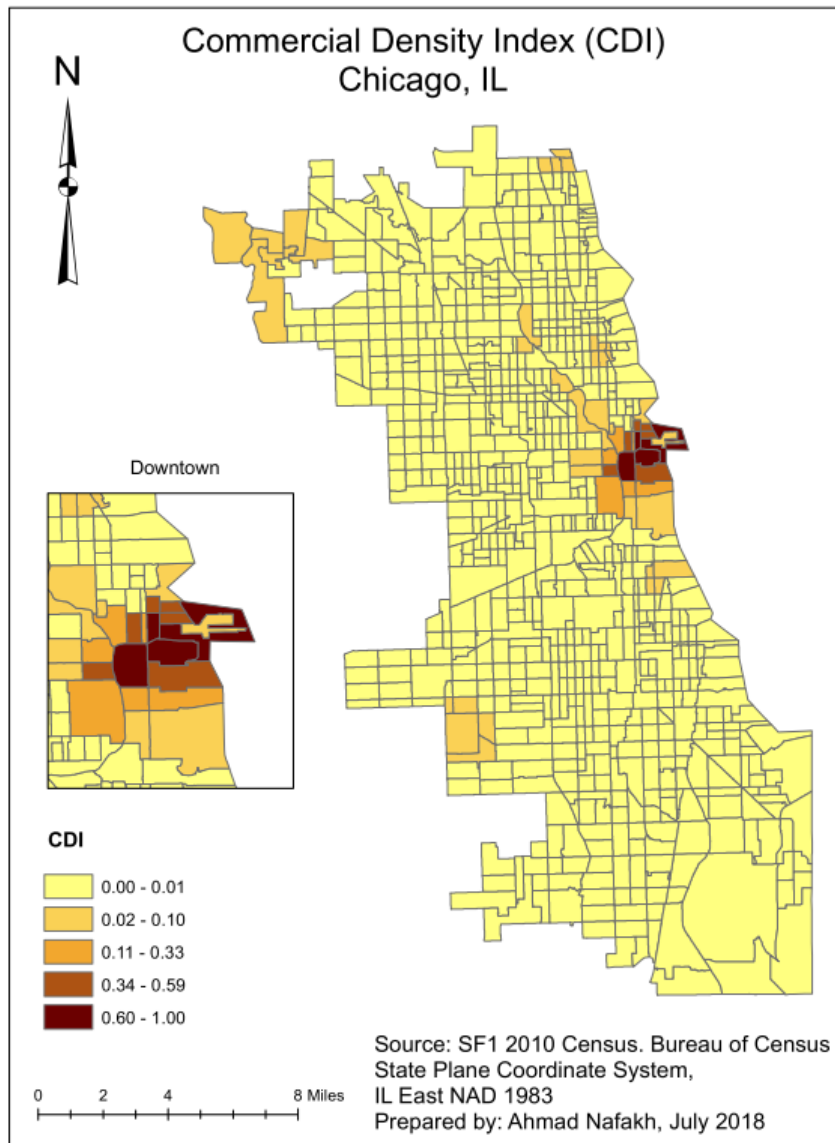 Commercial Density Index (CDI)
Chicago, IL
N
Downtown
CDI
0.00 - 0.01
0.02 - 0.10
0.11 - 0.33
0.34 - 0.59
0.60 - 1.00
0 2 4 8 Miles
Source: SF1 2010 Census. Bureau of Census
State Plane Coordinate System,
IL East NAD 1983
Prepared by: Ahmad Nafakh, July 2018